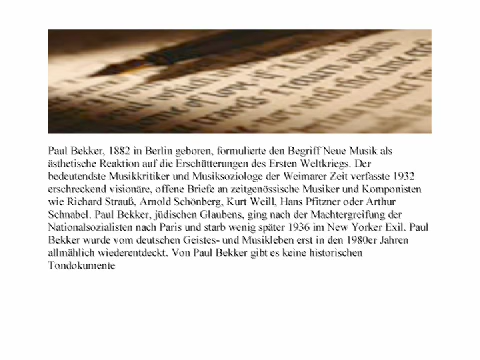 Paul Bekker, 1882 in Berlin geboren, formulierte den Begriff Neue Musik als
ästhetische Reaktion auf die Erschütterungen des Ersten Weltkriegs. Der
bedeutendste Musikkritiker und Musiksoziologe der Weimarer Zeit verfasste 1932
erschreckend visionäre, offene Briefe an zeitgenössische Musiker und Komponisten
wie Richard Strauß, Arnold Schönberg, Kurt Weill, Hans Pfitzner oder Arthur
Schnabel. Paul Bekker, jüdischen Glaubens, ging nach der Machtergreifung der
Nationalsozialisten nach Paris und starb wenig später 1936 im New Yorker Exil. Paul
Bekker wurde vom deutschen Geistes- und Musikleben erst in den 1980er Jahren
allmählich wiederentdeckt. Von Paul Bekker gibt es keine historischen
Tondokumente